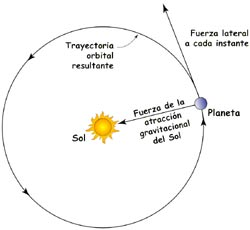 Fuerza lateral
a cada instante
Trayectoria
orbital
resultante
Fuerza de la
atracción
gravitacional
del Sol
Planeta
Sol